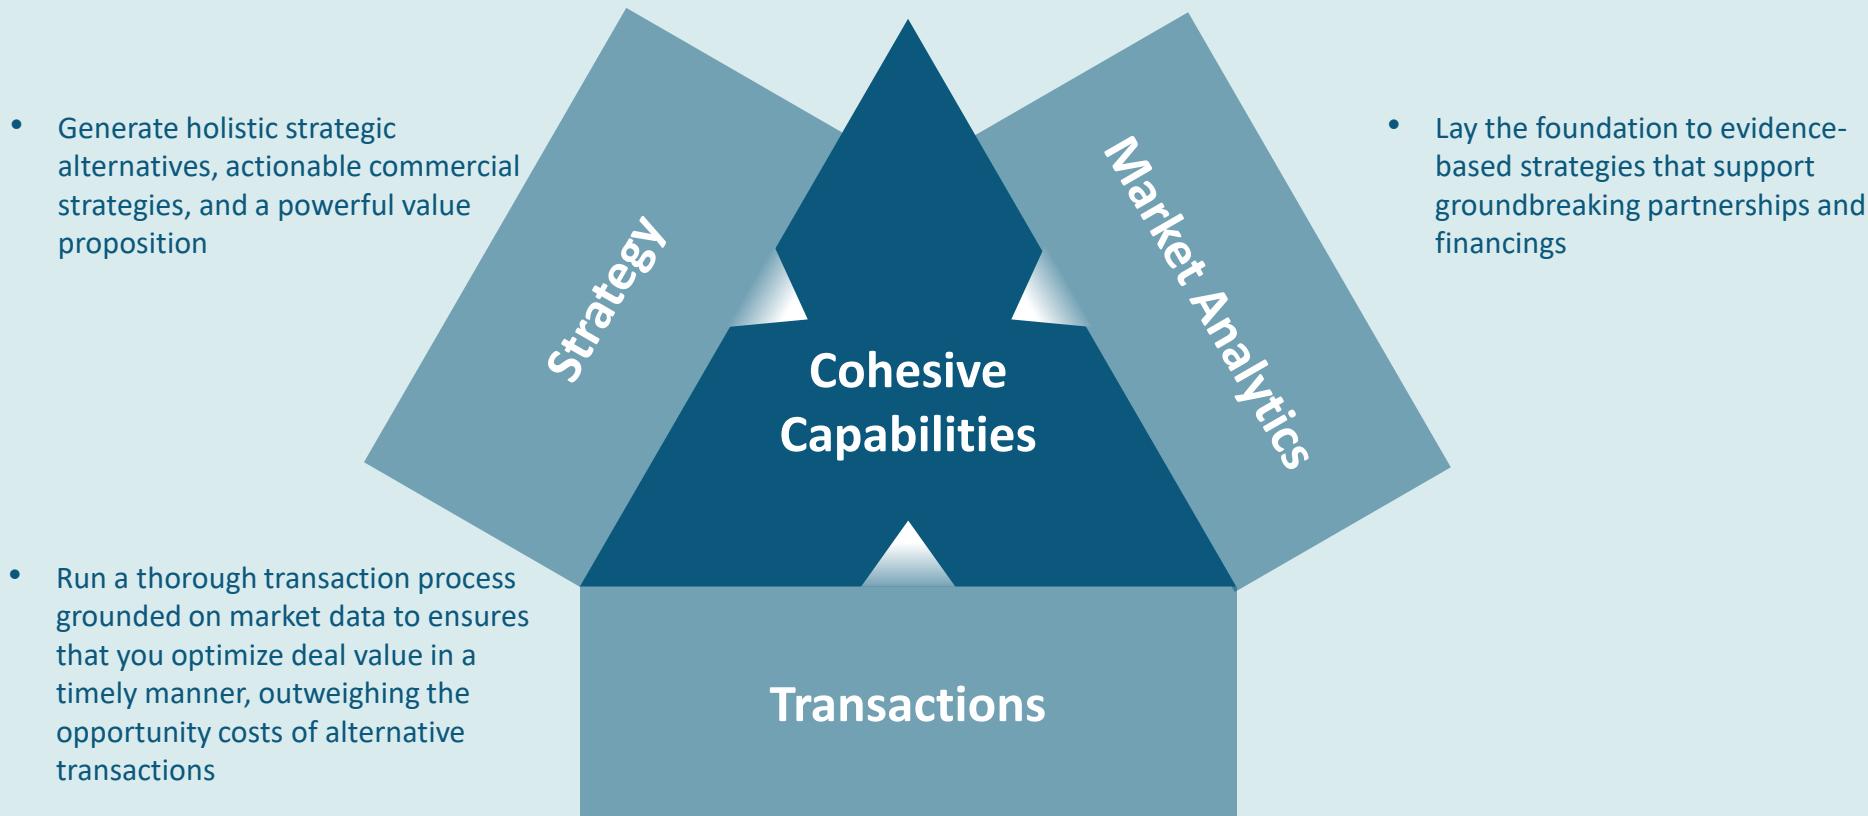 • Generate holistic strategic
alternatives, actionable commercial
strategies, and a powerful value
proposition
Strategy
Market Analytics
• Lay the foundation to evidence-
based strategies that support
groundbreaking partnerships and
financings
Cohesive
Capabilities
• Run a thorough transaction process
grounded on market data to ensures
that you optimize deal value in a
timely manner, outweighing the
opportunity costs of alternative
transactions
Transactions